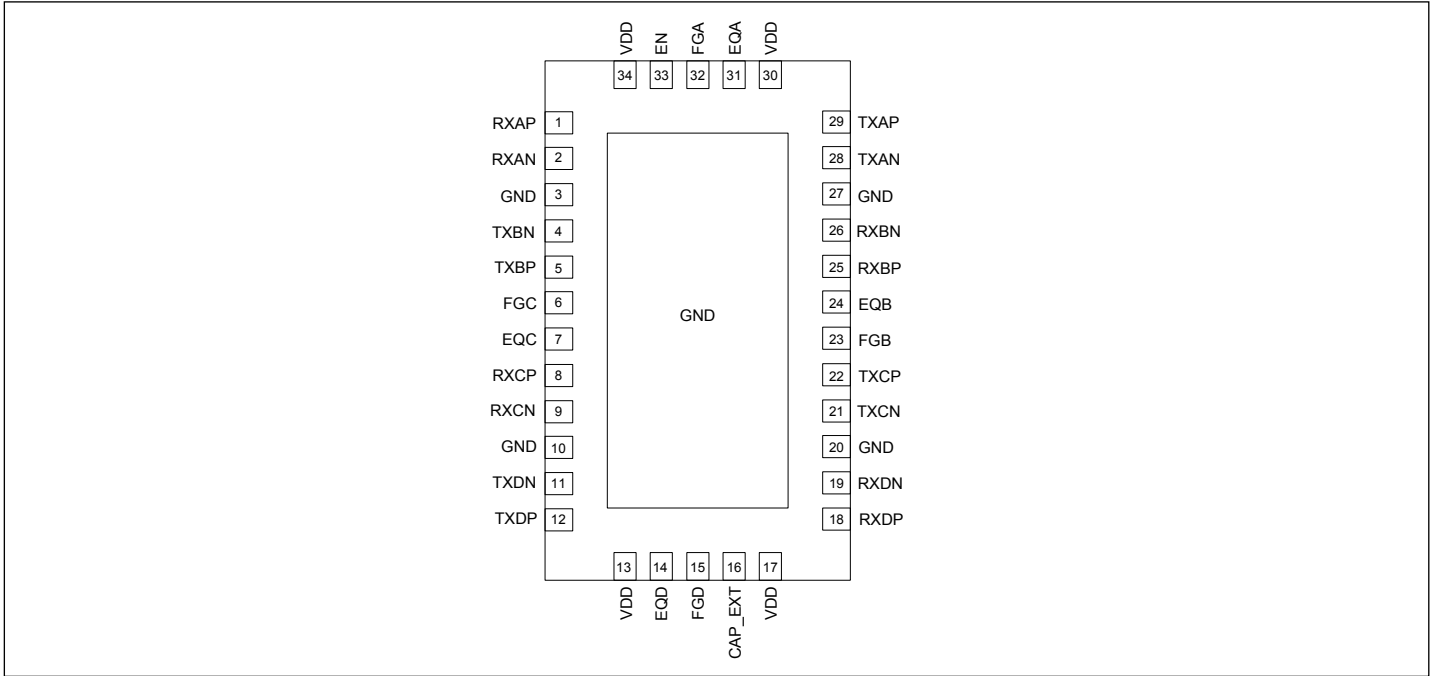 VDD EN FGA EQA VDD
34 33 32 31 30
RXAP 1 29 TXAP
RXAN 2 28 TXAN
GND 3 27 GND
TXBN 4 26 RXBN
TXBP 5 25 RXBP
FGC 6 24 EQB
GND
EQC 7 23 FGB
RXCP 8 22 TXCP
RXCN 9 21 TXCN
GND 10 20 GND
TXDN 11 19 RXDN
TXDP 12 18 RXDP
13 14 15 16 17
VDD EQD FGD CAP_EXT VDD